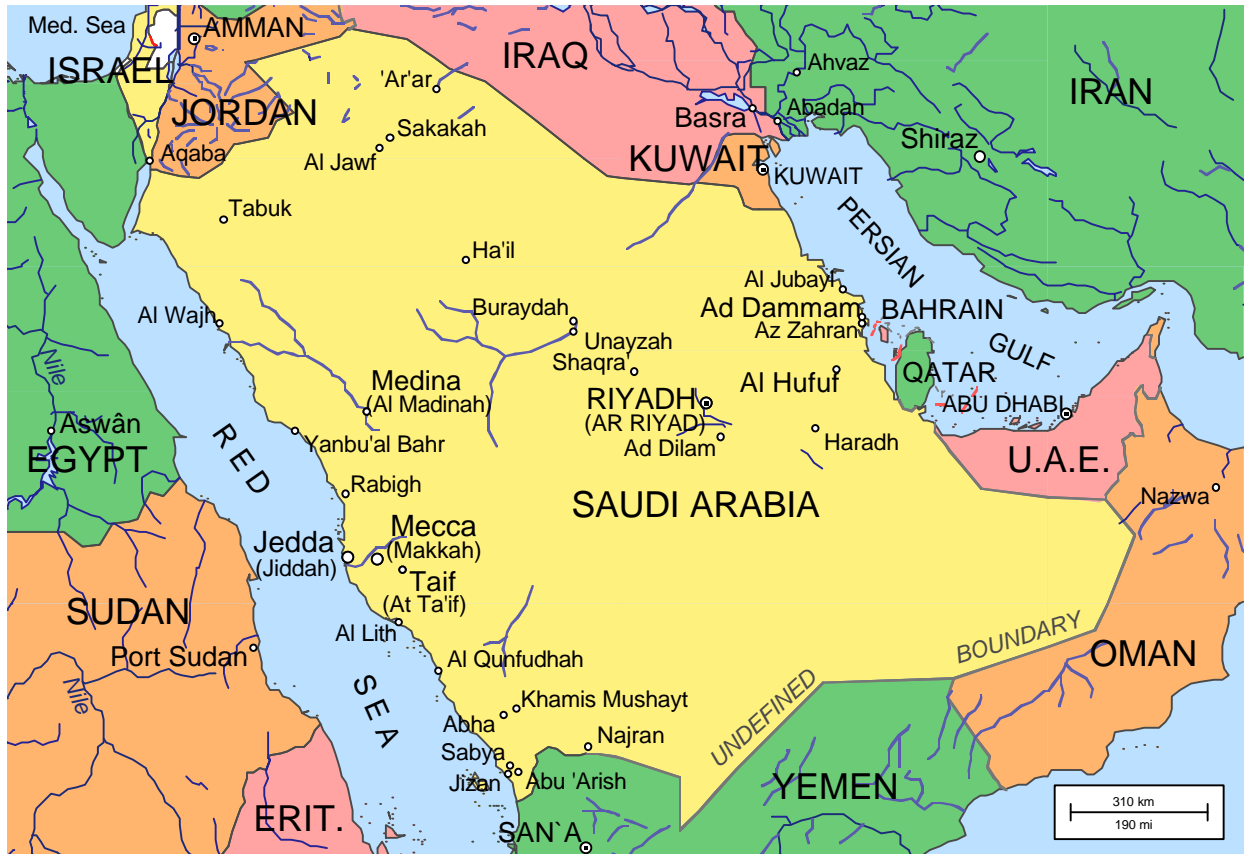 Med. Sea
AMMAN
ISRAEL
JORDAN
IRAQ
IRAN
'Ar'ar
Ahvaz
Sakakah
Basra
Abadan
Aqaba
Al Jawf
KUWAIT
Shiraz
KUWAIT
Tabuk
PERSIAN
Ha'il
Al Jubayl
Al Wajh
Buraydah
Ad Dammam
BAHRAIN
Unayzah
Az Zahran
GULF
Nile
Shaqra'
Medina
(Al Madinah)
Al Hufuf
QATAR
RIYADH
(AR RIYAD)
ABU DHABI
Aswân
EGYPT
RED
Yanbu'al Bahr
Ad Dilam
Haradh
U.A.E.
Rabigh
SAUDI ARABIA
Nazwa
Jedda
(Jiddah)
Mecca
(Makkah)
Taif
(At Ta'if)
SUDAN
Al Lith
BOUNDARY
Port Sudan
Al Qunfudhah
OMAN
Nile
SEA
Khamis Mushayt
Abha
UNDEFINED
Najran
Sabya
Jizan
Abu 'Arish
YEMEN
ERIT.
SAN`A
310 km
190 mi